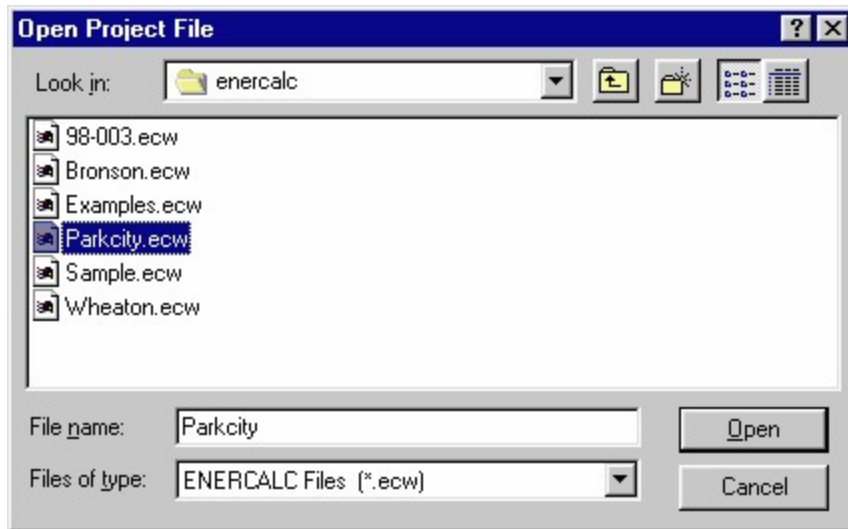 Open Project File
?
Look in:
enercalc
98-003.ecw
Bronson.ecw
Examples.ecw
Parkcity.ecw
Sample.ecw
Wheaton.ecw
File name:
Parkcity
Open
Files of type:
ENERCALC Files (*.ecw)
Cancel